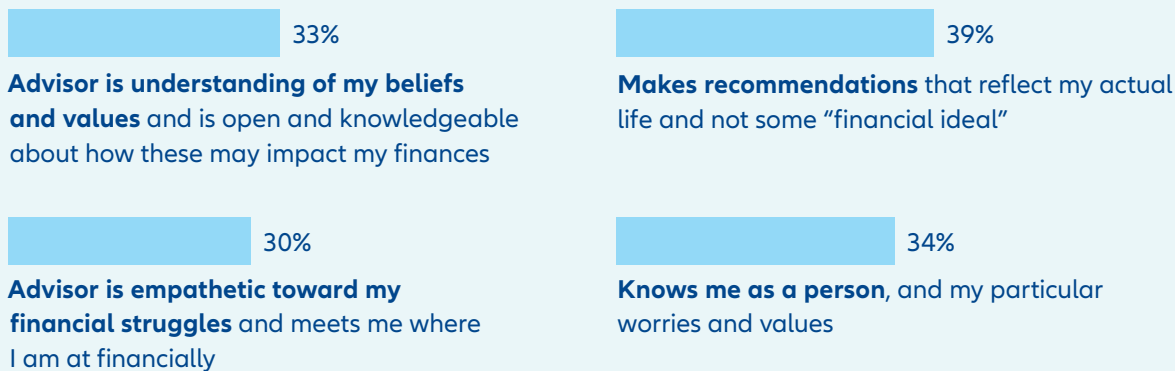 33%
Advisor is understanding of my beliefs
and values and is open and knowledgeable
about how these may impact my finances
39%
Makes recommendations that reflect my actual
life and not some “financial ideal”
30%
Advisor is empathetic toward my
financial struggles and meets me where
I am at financially
34%
Knows me as a person, and my particular
worries and values